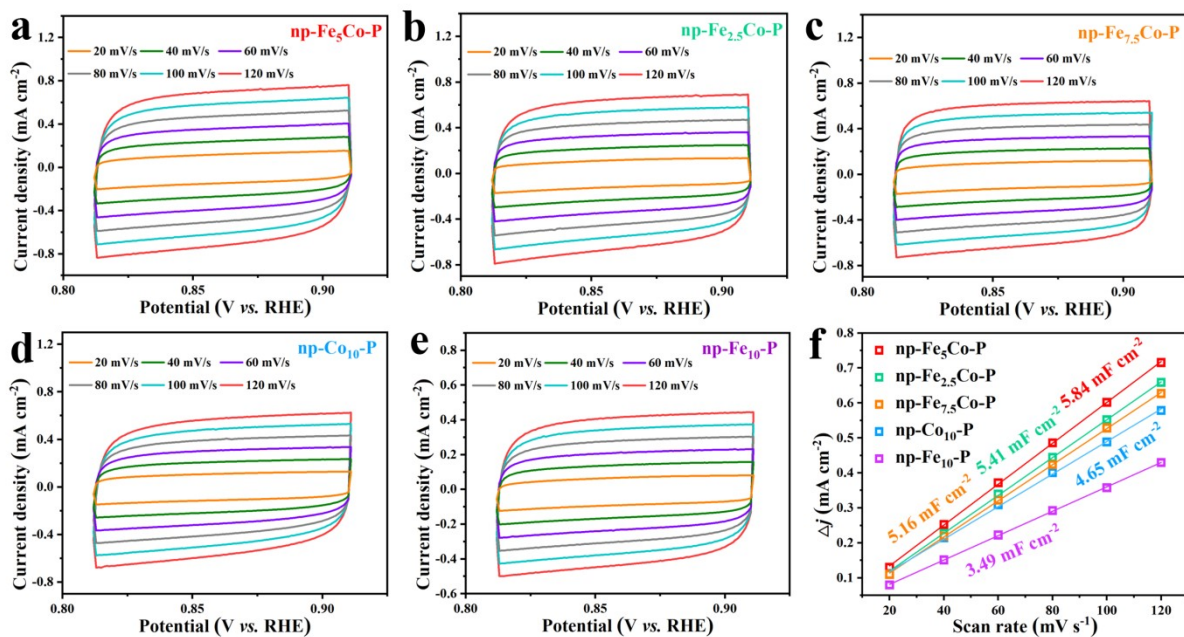 a
np-Fe₅Co-P
20 mV/s 40 mV/s 60 mV/s
80 mV/s 100 mV/s 120 mV/s
Current density (mA cm⁻²)
1.2
0.8
0.4
0.0
-0.4
-0.8
0.80 0.85 0.90
Potential (V vs. RHE)
b
np-Fe₂.₅Co-P
20 mV/s 40 mV/s 60 mV/s
80 mV/s 100 mV/s 120 mV/s
Current density (mA cm⁻²)
1.2
0.8
0.4
0.0
-0.4
-0.8
0.80 0.85 0.90
Potential (V vs. RHE)
c
np-Fe₇.₅Co-P
20 mV/s 40 mV/s 60 mV/s
80 mV/s 100 mV/s 120 mV/s
Current density (mA cm⁻²)
1.2
0.8
0.4
0.0
-0.4
-0.8
0.80 0.85 0.90
Potential (V vs. RHE)
d
np-Co₁₀-P
20 mV/s 40 mV/s 60 mV/s
80 mV/s 100 mV/s 120 mV/s
Current density (mA cm⁻²)
1.2
0.8
0.4
0.0
-0.4
-0.8
0.80 0.85 0.90
Potential (V vs. RHE)
e
np-Fe₁₀-P
20 mV/s 40 mV/s 60 mV/s
80 mV/s 100 mV/s 120 mV/s
Current density (mA cm⁻²)
1.0
0.8
0.6
0.4
0.2
0.0
-0.2
-0.4
-0.6
0.80 0.85 0.90
Potential (V vs. RHE)
f
np-Fe₅Co-P
np-Fe₂.₅Co-P
np-Fe₇.₅Co-P
np-Co₁₀-P
np-Fe₁₀-P
5.84 mF cm⁻²
5.41 mF cm⁻²
5.16 mF cm⁻²
4.65 mF cm⁻²
3.49 mF cm⁻²
Δj (mA cm⁻²)
0.8
0.7
0.6
0.5
0.4
0.3
0.2
0.1
20 40 60 80 100 120
Scan rate (mV s⁻¹)